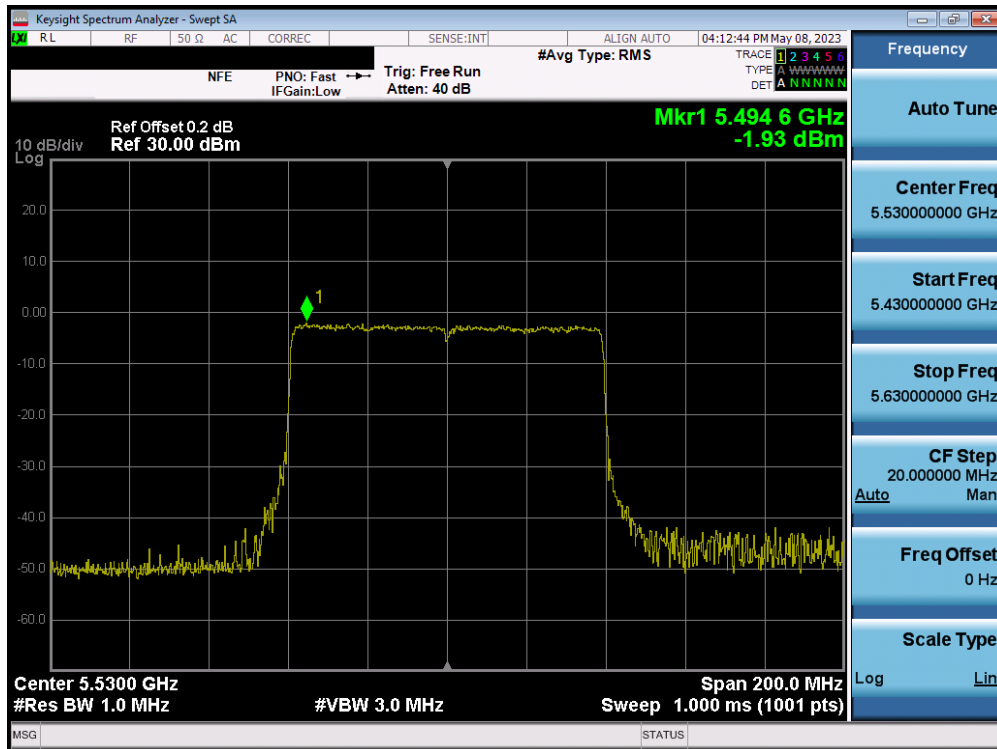 Keysight Spectrum Analyzer - Swept SA
LXI RL RF 50 Ω AC CORREC SENSE:INT ALIGN AUTO 04:12:44 PM May 08, 2023
#Avg Type: RMS TRACE 1 2 3 4 5 6
NFE PNO: Fast Trig: Free Run TYPE A WWWWW
IFGain:Low Atten: 40 dB DET A N N N N N
Mkr1 5.494 6 GHz
-1.93 dBm
Ref Offset 0.2 dB
10 dB/div Ref 30.00 dBm
Log
1
20.0
10.0
0.00
-10.0
-20.0
-30.0
-40.0
-50.0
-60.0
Center 5.5300 GHz Span 200.0 MHz
#Res BW 1.0 MHz #VBW 3.0 MHz Sweep 1.000 ms (1001 pts)
MSG STATUS
Frequency
Auto Tune
Center Freq
5.530000000 GHz
Start Freq
5.430000000 GHz
Stop Freq
5.630000000 GHz
CF Step
20.000000 MHz
Auto Man
Freq Offset
0 Hz
Scale Type
Log Lin